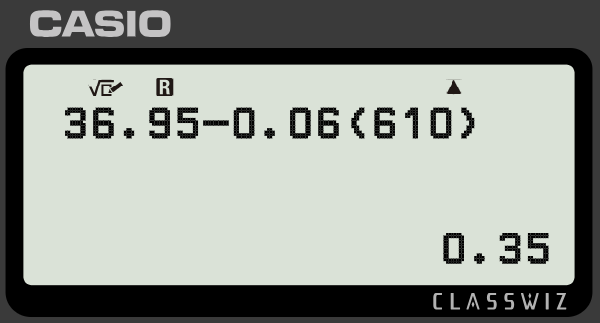 CASIO
√□ R ▲
36.95−0.06(610)
0.35
CLASSWIZ